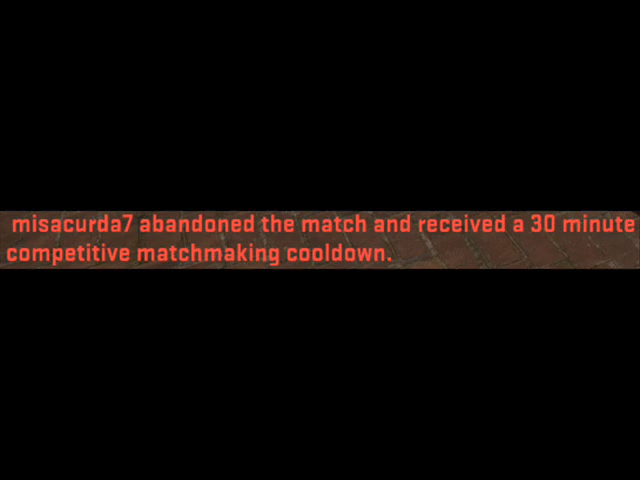 misacurda7 abandoned the match and received a 30 minute
competitive matchmaking cooldown.